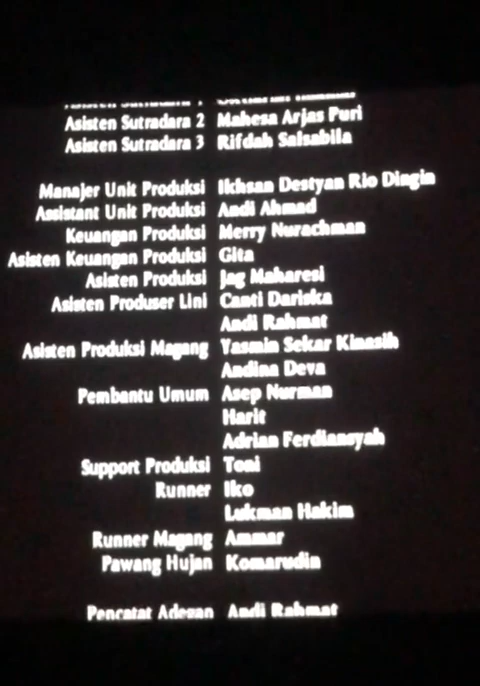 Asisten Sutradara 1
Asisten Sutradara 2 Mahesa Arjas Puri
Asisten Sutradara 3 Rifdah Salsabila
Manajer Unit Produksi Ikhsan Destyan Rio Dingin
Assistant Unit Produksi Andi Ahmad
Keuangan Produksi Merry Nurachman
Asisten Keuangan Produksi Gita
Asisten Produksi Jag Maharesi
Asisten Produser Lini Canti Dariska
Andi Rahmat
Asisten Produksi Magang Yasmin Sekar Kinasih
Andina Deva
Pembantu Umum Asep Nurman
Harit
Adrian Ferdiansyah
Support Produksi Toni
Runner Iko
Lukman Hakim
Runner Magang Ammar
Pawang Hujan Komarudin
Pencatat Adegan Andi Rahmat